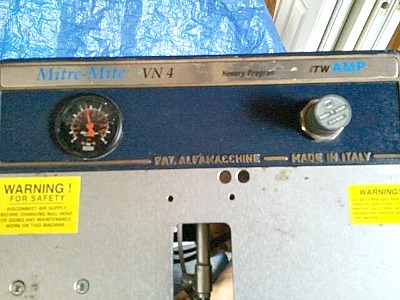 Mitre-Mite VN 4 Memory Program ITW AMP
PAT. ALFAMACCHINE MADE IN ITALY
WARNING !
FOR SAFETY
DISCONNECT AIR SUPPLY
BEFORE CHANGING NAIL HEAD
OR DOING ANY MAINTENANCE
WORK ON THIS MACHINE
WARNING!